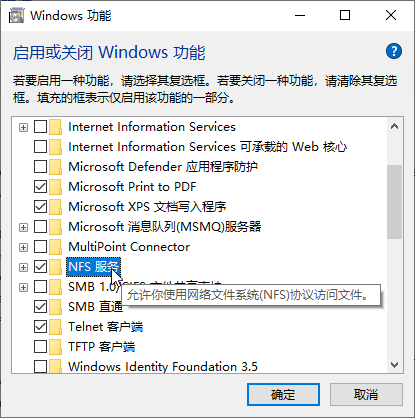 Windows 功能
启用或关闭 Windows 功能
若要启用一种功能，请选择其复选框。若要关闭一种功能，请清除其复选
框。填充的框表示仅启用该功能的一部分。
Internet Information Services
Internet Information Services 可承载的 Web 核心
Microsoft Defender 应用程序防护
Microsoft Print to PDF
Microsoft XPS 文档写入程序
Microsoft 消息队列(MSMQ)服务器
MultiPoint Connector
NFS 服务
SMB 1.0/CIFS 文件共享支持
允许你使用网络文件系统(NFS)协议访问文件。
SMB 直通
Telnet 客户端
TFTP 客户端
Windows Identity Foundation 3.5
确定
取消